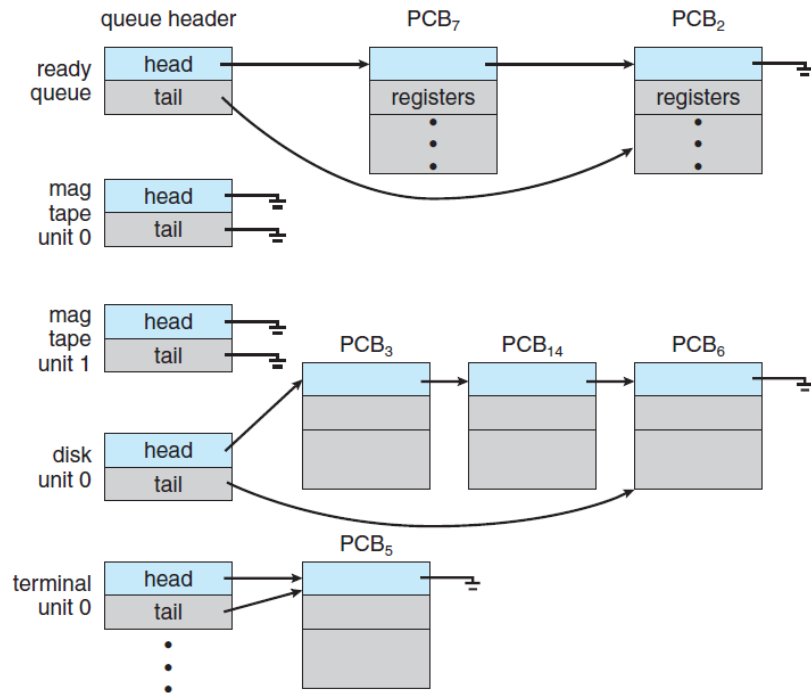 queue header
PCB7
PCB2
ready
queue
head
tail
registers
registers
mag
tape
unit 0
head
tail
mag
tape
unit 1
head
tail
PCB3
PCB14
PCB6
disk
unit 0
head
tail
PCB5
terminal
unit 0
head
tail